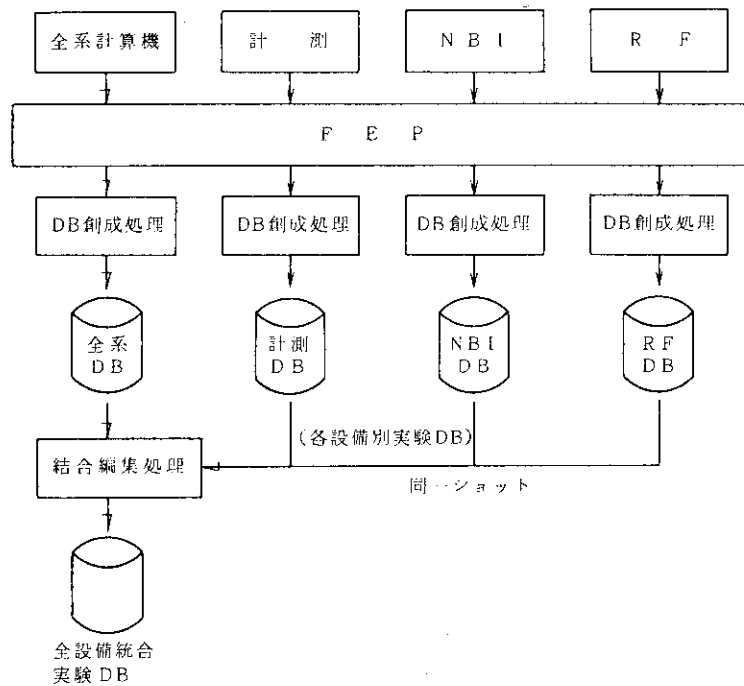 全系計算機 計 測 N B I R F
F E P
DB創成処理 DB創成処理 DB創成処理 DB創成処理
全系 計測 NBI RF
DB DB DB DB
(各設備別実験DB)
結合編集処理
同一ショット
全設備統合
実験DB